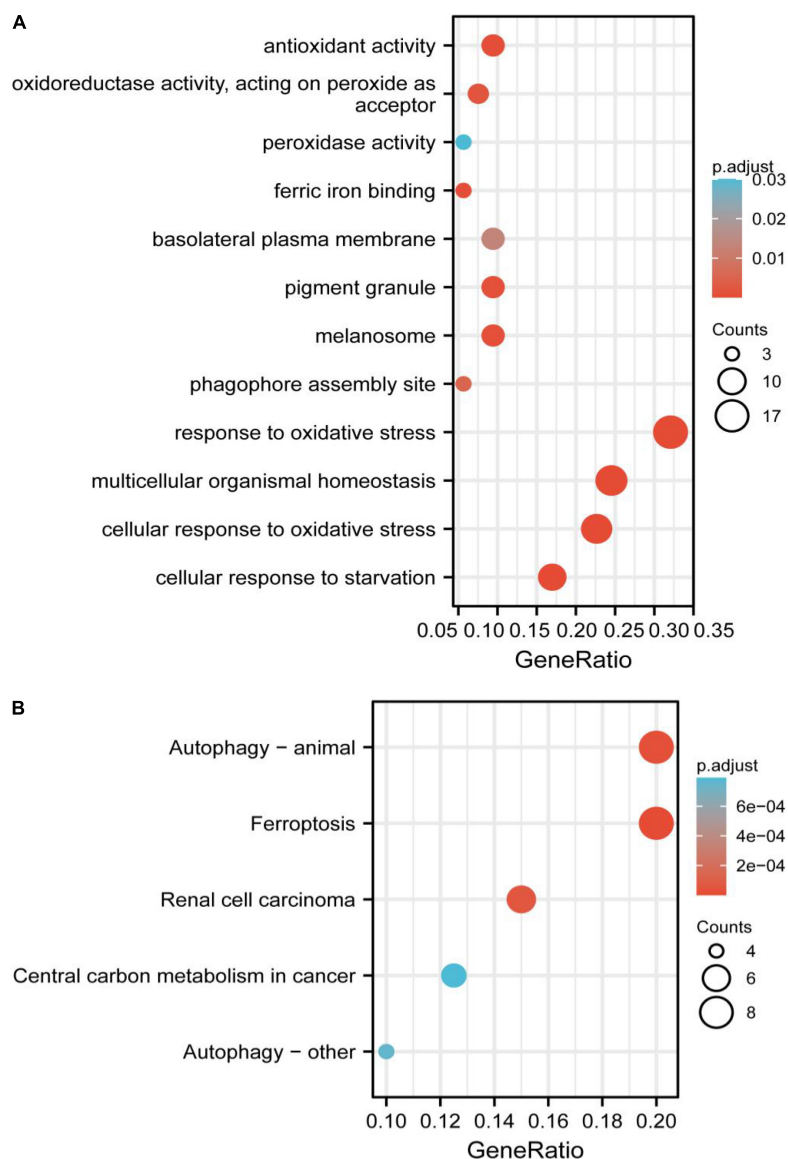 A
antioxidant activity
oxidoreductase activity, acting on peroxide as
acceptor
peroxidase activity
ferric iron binding
basolateral plasma membrane
pigment granule
melanosome
phagophore assembly site
response to oxidative stress
multicellular organismal homeostasis
cellular response to oxidative stress
cellular response to starvation
0.05 0.10 0.15 0.20 0.25 0.30 0.35
GeneRatio
p.adjust
0.03
0.02
0.01
Counts
3
10
17
B
Autophagy − animal
Ferroptosis
Renal cell carcinoma
Central carbon metabolism in cancer
Autophagy − other
0.10 0.12 0.14 0.16 0.18 0.20
GeneRatio
p.adjust
6e−04
4e−04
2e−04
Counts
4
6
8